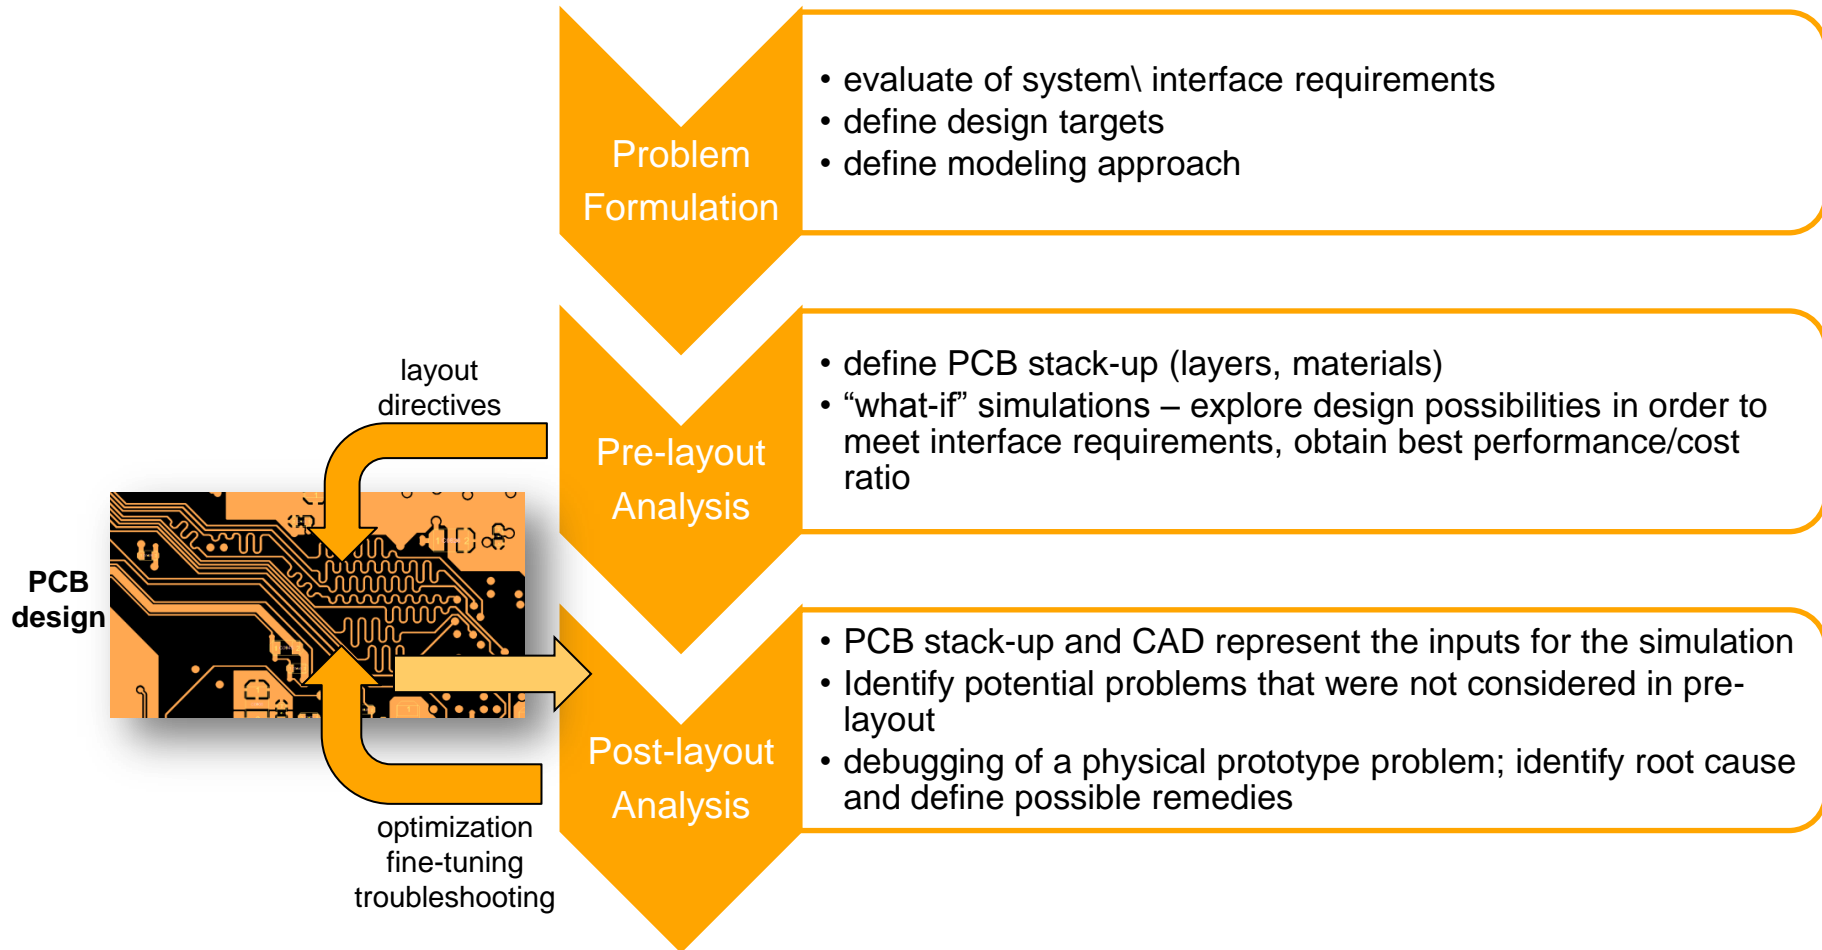 • evaluate of system\ interface requirements
• define design targets
• define modeling approach
Problem
Formulation
layout
directives
• define PCB stack-up (layers, materials)
• “what-if” simulations – explore design possibilities in order to
meet interface requirements, obtain best performance/cost
ratio
Pre-layout
Analysis
PCB
design
• PCB stack-up and CAD represent the inputs for the simulation
• Identify potential problems that were not considered in pre-
layout
• debugging of a physical prototype problem; identify root cause
and define possible remedies
Post-layout
Analysis
optimization
fine-tuning
troubleshooting